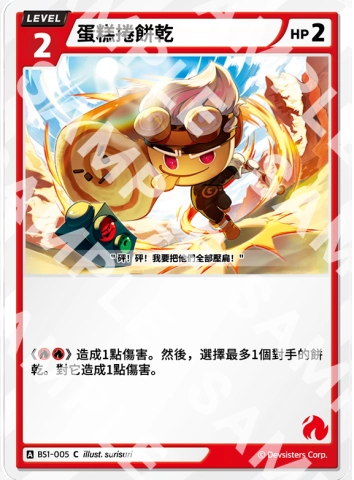 LEVEL
2
蛋糕捲餅乾
HP 2
"砰！砰！我要把他們全部壓扁！"
《🔥🔥》造成1點傷害。然後，選擇最多1個對手的餅
乾。對它造成1點傷害。
A BS1-005 C illust. surisuri
© Devsisters Corp.
SAMPLE